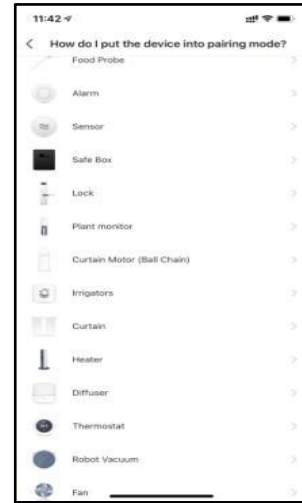 11:42
How do I put the device into pairing mode?
Food Probe
Alarm
Sensor
Safe Box
Lock
Plant monitor
Curtain Motor (Ball Chain)
Irrigators
Curtain
Heater
Diffuser
Thermostat
Robot Vacuum
Fan